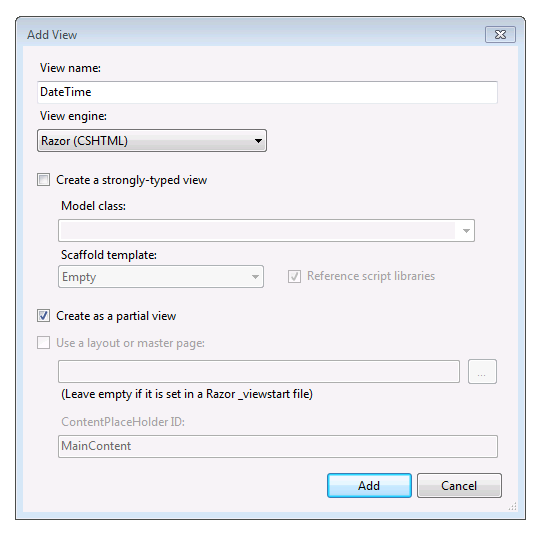 Add View
View name:
DateTime
View engine:
Razor (CSHTML)
Create a strongly-typed view
Model class:
Scaffold template:
Empty
Reference script libraries
Create as a partial view
Use a layout or master page:
...
(Leave empty if it is set in a Razor _viewstart file)
ContentPlaceHolder ID:
MainContent
Add
Cancel